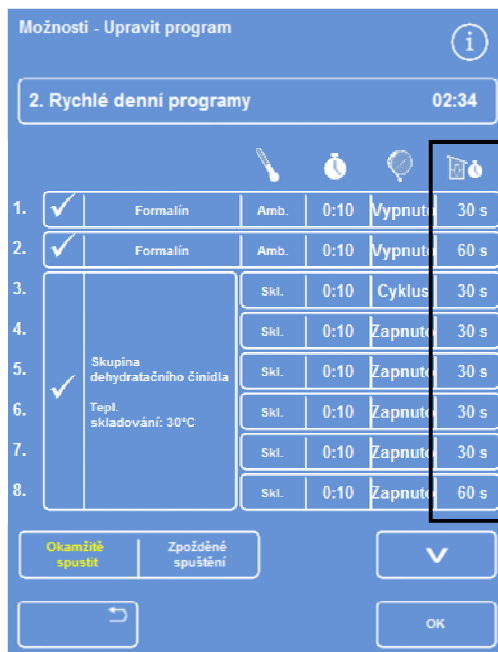 Možnosti - Upravit program
i
2. Rychlé denní programy 02:34
1. Formalín Amb. 0:10 Vypnuto 30 s
2. Formalín Amb. 0:10 Vypnuto 60 s
3. Skl. 0:10 Cyklus 30 s
4. Skl. 0:10 Zapnuto 30 s
Skupina
dehydratačního činidla
5. Skl. 0:10 Zapnuto 30 s
Tepl.
skladování: 30°C
6. Skl. 0:10 Zapnuto 30 s
7. Skl. 0:10 Zapnuto 30 s
8. Skl. 0:10 Zapnuto 60 s
Okamžitě
spustit
Zpožděné
spuštění
OK